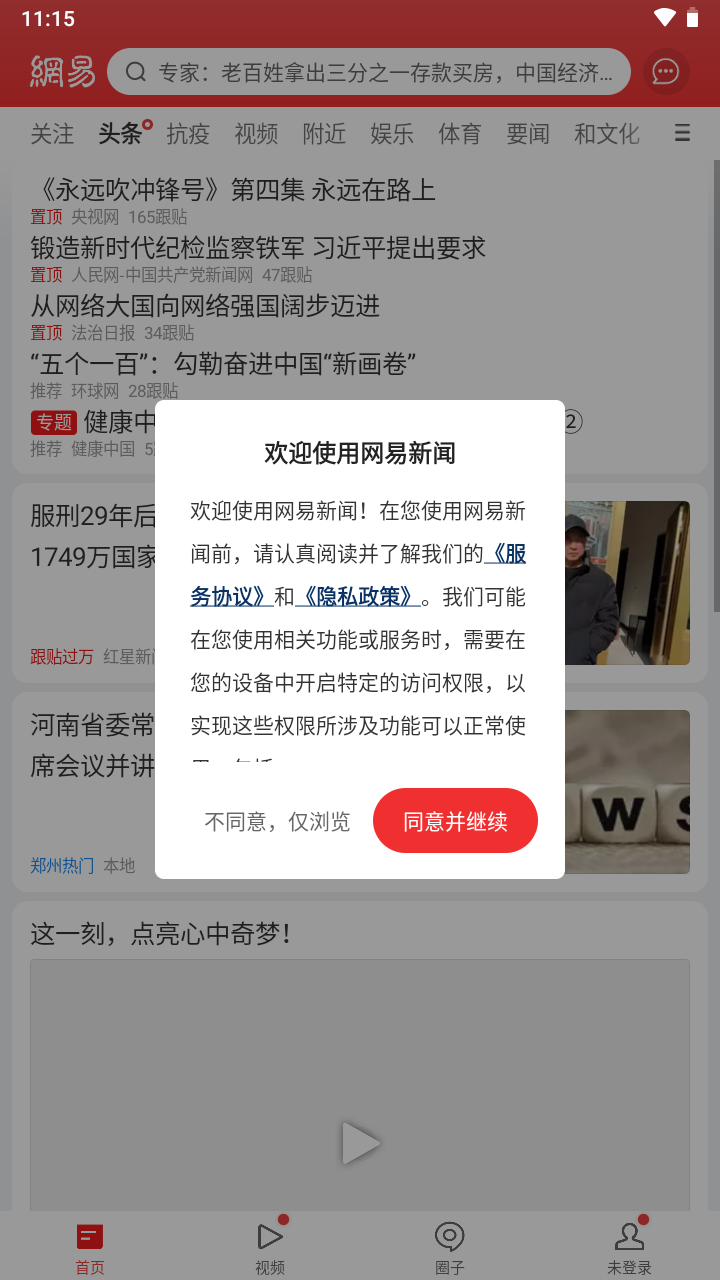 11:15
網易
专家：老百姓拿出三分之一存款买房，中国经济...
关注 头条 抗疫 视频 附近 娱乐 体育 要闻 和文化
《永远吹冲锋号》第四集 永远在路上
置顶 央视网 165跟贴
锻造新时代纪检监察铁军 习近平提出要求
置顶 人民网-中国共产党新闻网 47跟贴
从网络大国向网络强国阔步迈进
置顶 法治日报 34跟贴
“五个一百”：勾勒奋进中国“新画卷”
推荐 环球网 28跟贴
专题 健康中
②
推荐 健康中国 5
服刑29年后
1749万国家
跟贴过万 红星新
河南省委常
席会议并讲
W
郑州热门 本地
欢迎使用网易新闻
欢迎使用网易新闻！在您使用网易新
闻前，请认真阅读并了解我们的《服
务协议》和《隐私政策》。我们可能
在您使用相关功能或服务时，需要在
您的设备中开启特定的访问权限，以
实现这些权限所涉及功能可以正常使
不同意，仅浏览 同意并继续
这一刻，点亮心中奇梦！
首页 视频 圈子 未登录